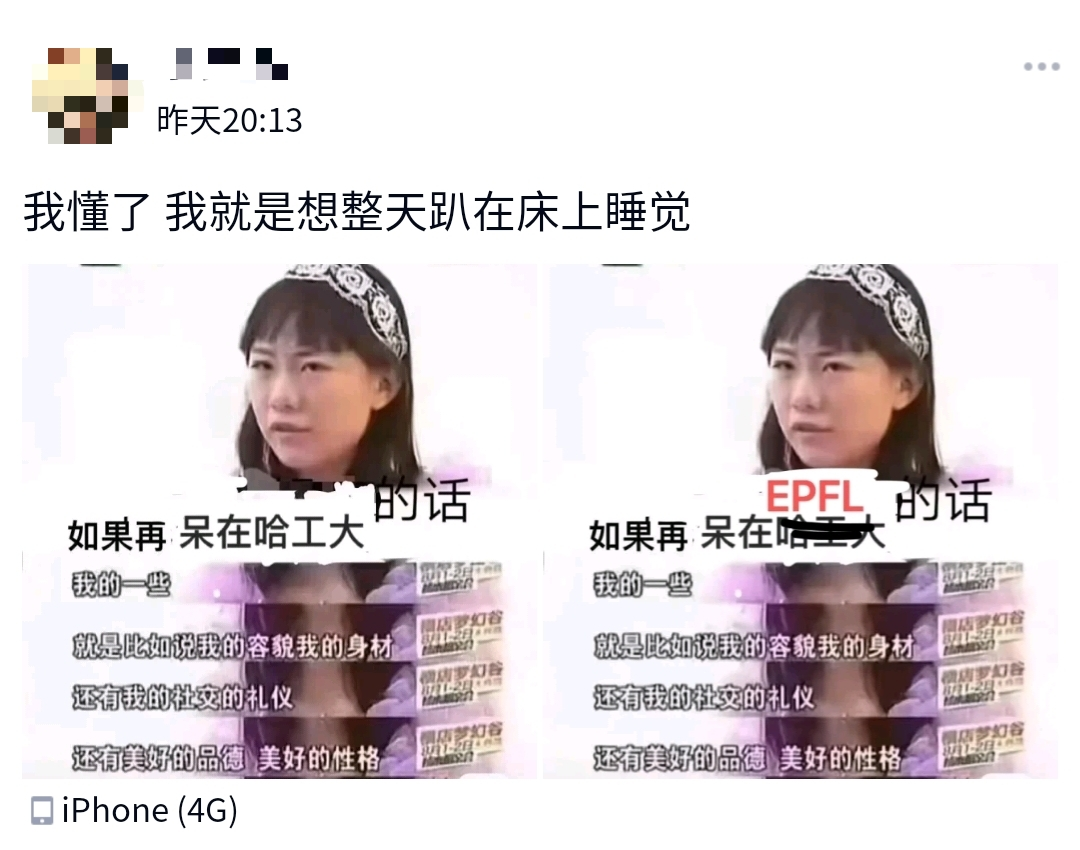 昨天20:13
我懂了 我就是想整天趴在床上睡觉
如果再 呆在哈工大 的话
我的一些
就是比如说我的容貌我的身材
还有我的社交的礼仪
还有美好的品德 美好的性格
EPFL
如果再 呆在哈工大 的话
我的一些
就是比如说我的容貌我的身材
还有我的社交的礼仪
还有美好的品德 美好的性格
iPhone (4G)